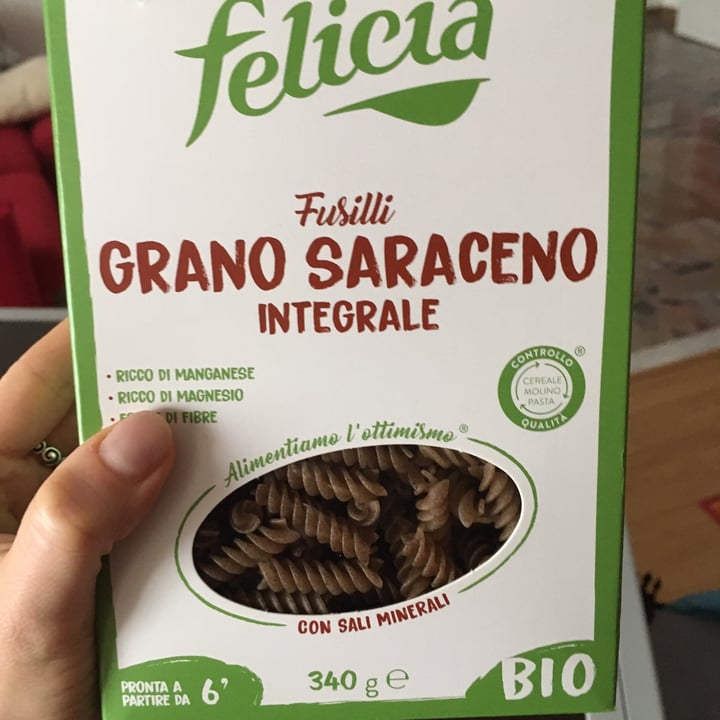 felicia
Fusilli
GRANO SARACENO
INTEGRALE
• RICCO DI MANGANESE
• RICCO DI MAGNESIO
• DI FIBRE
CONTROLLO ®
CEREALE
MOLINO
PASTA
QUALITÀ
Alimentiamo l'ottimismo®
CON SALI MINERALI
PRONTA A
PARTIRE DA 6'
340 g ℮
BIO